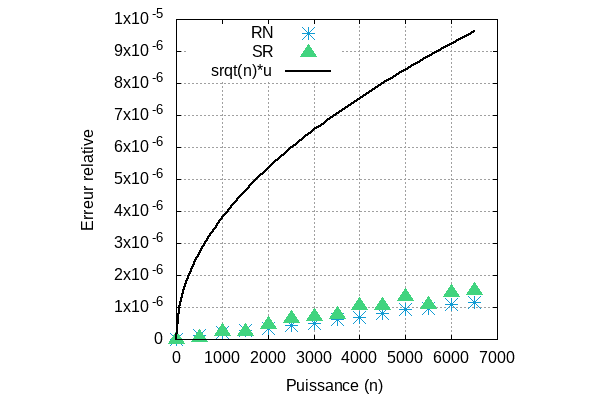 1x10⁻⁵
9x10⁻⁶
8x10⁻⁶
7x10⁻⁶
6x10⁻⁶
5x10⁻⁶
4x10⁻⁶
3x10⁻⁶
2x10⁻⁶
1x10⁻⁶
0
Erreur relative
RN
SR
srqt(n)*u
0 1000 2000 3000 4000 5000 6000 7000
Puissance (n)